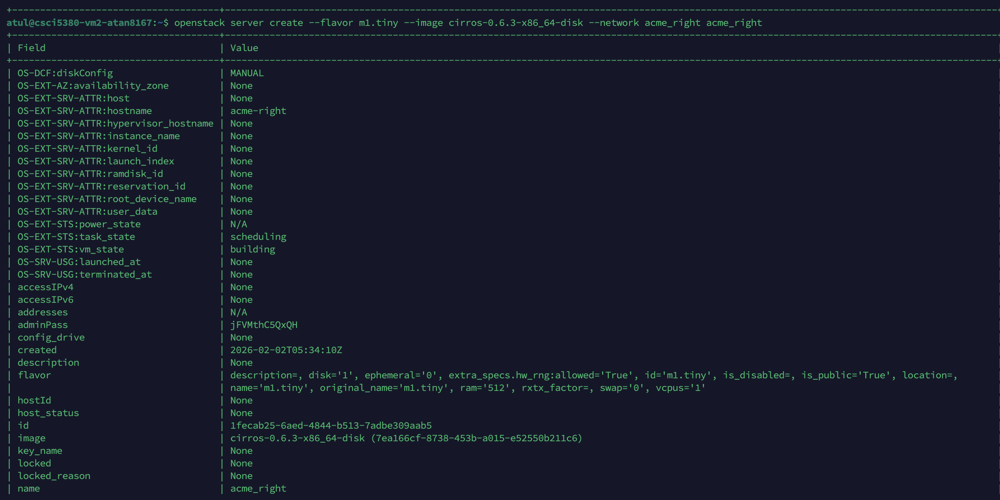 +-------------------------------------+------------------------------------------------------------------------------------------------------------------------------------------
atul@csci5380-vm2-atan8167:~$ openstack server create --flavor m1.tiny --image cirros-0.6.3-x86_64-disk --network acme_right acme_right
+-------------------------------------+------------------------------------------------------------------------------------------------------------------------------------------
| Field                               | Value
+-------------------------------------+------------------------------------------------------------------------------------------------------------------------------------------
| OS-DCF:diskConfig                   | MANUAL
| OS-EXT-AZ:availability_zone         | None
| OS-EXT-SRV-ATTR:host                | None
| OS-EXT-SRV-ATTR:hostname            | acme-right
| OS-EXT-SRV-ATTR:hypervisor_hostname | None
| OS-EXT-SRV-ATTR:instance_name       | None
| OS-EXT-SRV-ATTR:kernel_id           | None
| OS-EXT-SRV-ATTR:launch_index        | None
| OS-EXT-SRV-ATTR:ramdisk_id          | None
| OS-EXT-SRV-ATTR:reservation_id      | None
| OS-EXT-SRV-ATTR:root_device_name    | None
| OS-EXT-SRV-ATTR:user_data           | None
| OS-EXT-STS:power_state              | N/A
| OS-EXT-STS:task_state               | scheduling
| OS-EXT-STS:vm_state                 | building
| OS-SRV-USG:launched_at              | None
| OS-SRV-USG:terminated_at            | None
| accessIPv4                          | None
| accessIPv6                          | None
| addresses                           | N/A
| adminPass                           | jFVMthC5QxQH
| config_drive                        | None
| created                             | 2026-02-02T05:34:10Z
| description                         | None
| flavor                              | description=, disk='1', ephemeral='0', extra_specs.hw_rng:allowed='True', id='m1.tiny', is_disabled=, is_public='True', location=,
|                                     | name='m1.tiny', original_name='m1.tiny', ram='512', rxtx_factor=, swap='0', vcpus='1'
| hostId                              | None
| host_status                         | None
| id                                  | 1fecab25-6aed-4844-b513-7adbe309aab5
| image                               | cirros-0.6.3-x86_64-disk (7ea166cf-8738-453b-a015-e52550b211c6)
| key_name                            | None
| locked                              | None
| locked_reason                       | None
| name                                | acme_right